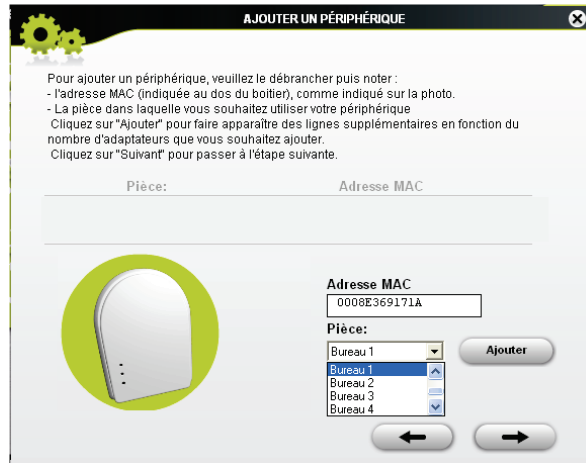 AJOUTER UN PÉRIPHÉRIQUE
Pour ajouter un périphérique, veuillez le débrancher puis noter :
- l'adresse MAC (indiquée au dos du boitier), comme indiqué sur la photo.
- La pièce dans laquelle vous souhaitez utiliser votre périphérique
Cliquez sur "Ajouter" pour faire apparaître des lignes supplémentaires en fonction du
nombre d'adaptateurs que vous souhaitez ajouter.
Cliquez sur "Suivant" pour passer à l'étape suivante.
Pièce: Adresse MAC
Adresse MAC
0008E369171A
Pièce:
Bureau 1 Ajouter
Bureau 1
Bureau 2
Bureau 3
Bureau 4